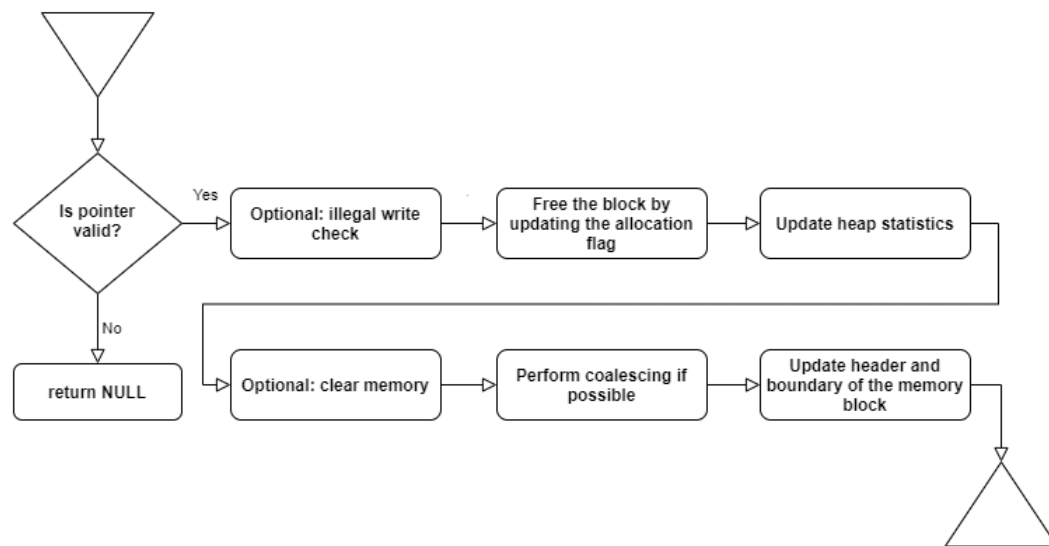 Yes
Is pointer
valid?
Optional: illegal write
check
Free the block by
updating the allocation
flag
Update heap statistics
No
return NULL
Optional: clear memory
Perform coalescing if
possible
Update header and
boundary of the memory
block